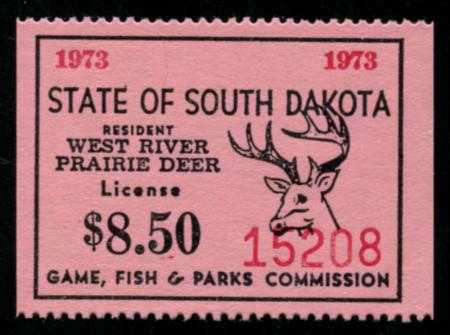 1973 1973
STATE OF SOUTH DAKOTA
RESIDENT
WEST RIVER
PRAIRIE DEER
License
$8.50
15208
GAME, FISH & PARKS COMMISSION